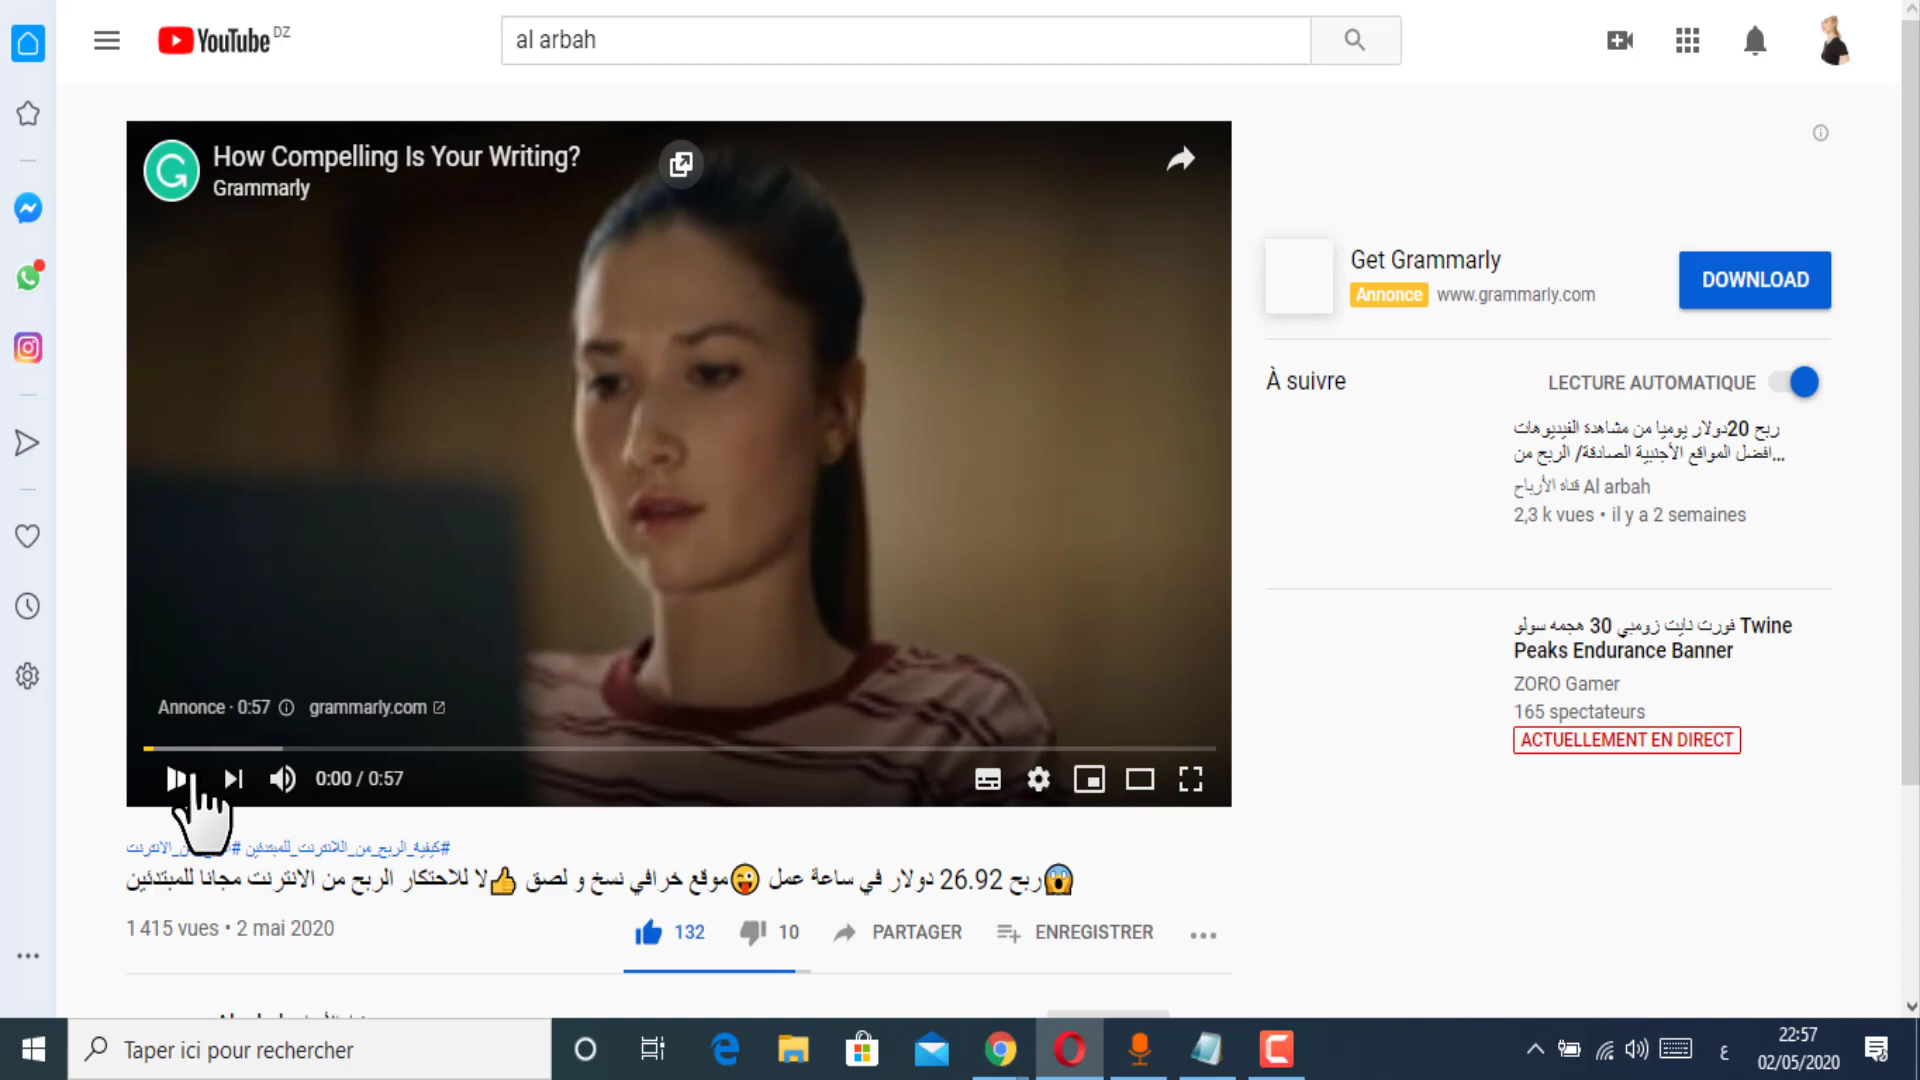 YouTube DZ
al arbah
How Compelling Is Your Writing?
Grammarly
Annonce · 0:57
grammarly.com
0:00 / 0:57
#كيفية_الربح_من_اللانترنت_للمبتدئين
😱ربح 26.92 دولار في ساعة عمل 😜موقع خرافي نسخ و لصق 👍لا للاحتكار الربح من الانترنت مجانا للمبتدئين
1 415 vues • 2 mai 2020
132
10
PARTAGER
ENREGISTRER
Get Grammarly
Annonce www.grammarly.com
DOWNLOAD
À suivre
LECTURE AUTOMATIQUE
ربح 20دولار يوميا من مشاهدة الفيديوهات
افضل المواقع الأجنبية الصادقة/ الربح من...
Al arbah قناة الأرباح
2,3 k vues • il y a 2 semaines
فورت نايت زومبي 30 هجمه سولو Twine
Peaks Endurance Banner
ZORO Gamer
165 spectateurs
ACTUELLEMENT EN DIRECT
Taper ici pour rechercher
ع
22:57
02/05/2020